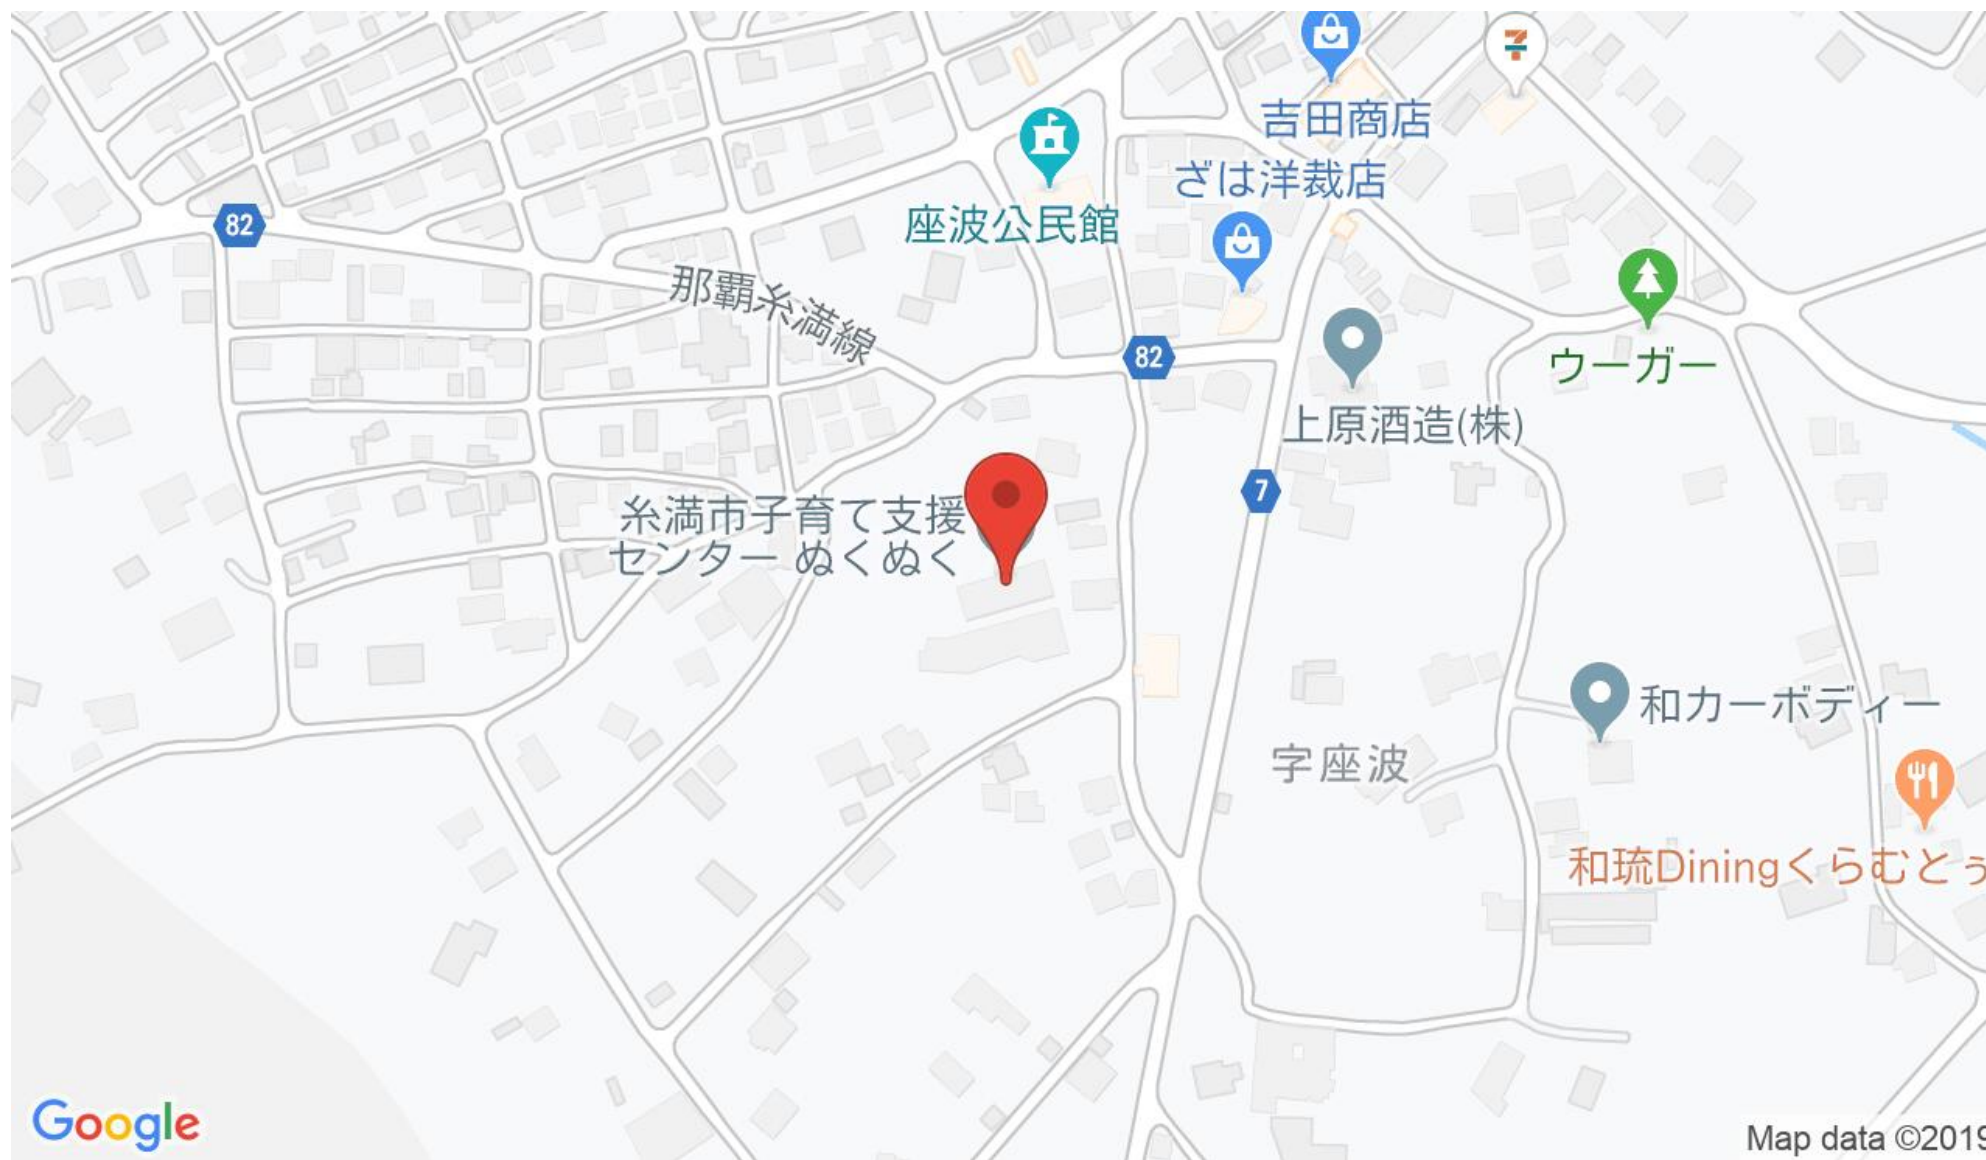 吉田商店
ざは洋裁店
座波公民館
82
那覇糸満線
ウーガー
82
上原酒造(株)
7
糸満市子育て支援
センター ぬくぬく
和カーボディー
字座波
和琉Diningくらむとぅ
Google
Map data ©2019